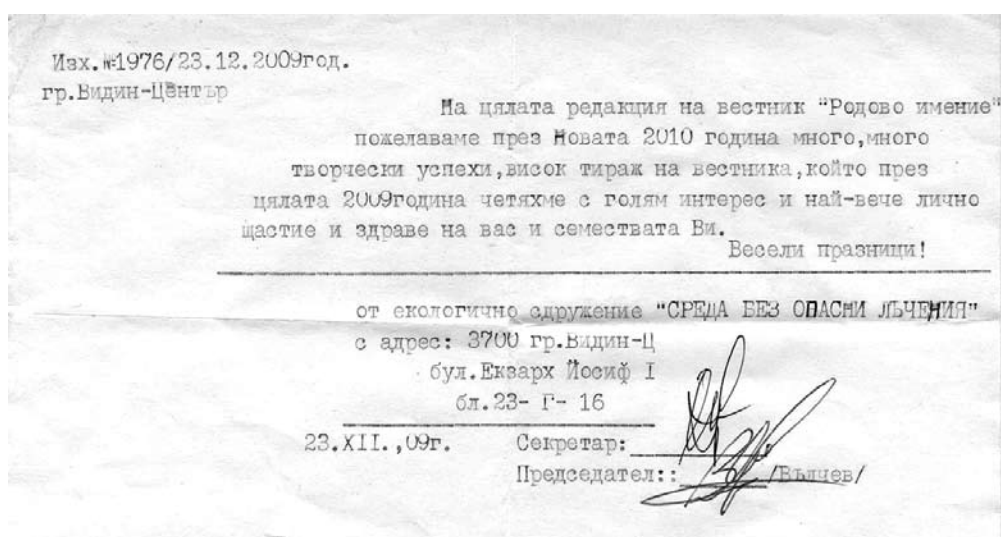 Изх.№1976/23.12.2009год.
гр.Видин-Център
На цялата редакция на вестник "Родово имение"
пожелаваме през Новата 2010 година много,много
творчески успехи,висок тираж на вестника,който през
цялата 2009година четяхме с голям интерес и най-вече лично
щастие и здраве на вас и семествата Ви.
Весели празници!
от екологично сдружение "СРЕДА БЕЗ ОПАСНИ ЛЪЧЕНИЯ"
с адрес: 3700 гр.Видин-Ц
бул.Екзарх Йосиф I
бл.23- Г- 16
23.XII.,09г. Секретар:
Председател:: /Вълчев/